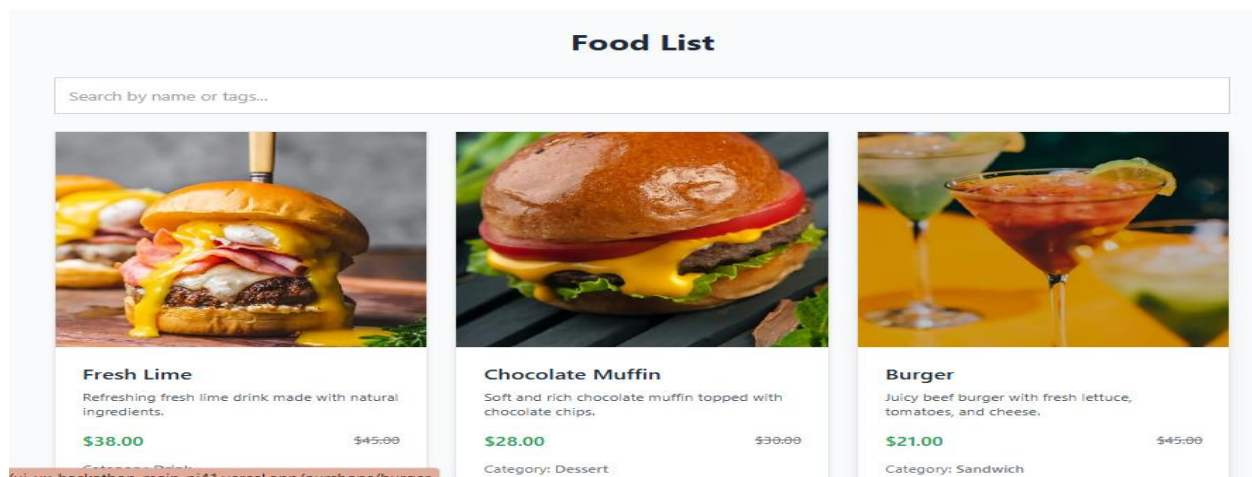 Food List
Search by name or tags...
Fresh Lime
Refreshing fresh lime drink made with natural
ingredients.
$38.00 $45.00
Category: Drink
Chocolate Muffin
Soft and rich chocolate muffin topped with
chocolate chips.
$28.00 $30.00
Category: Dessert
Burger
Juicy beef burger with fresh lettuce,
tomatoes, and cheese.
$21.00 $45.00
Category: Sandwich